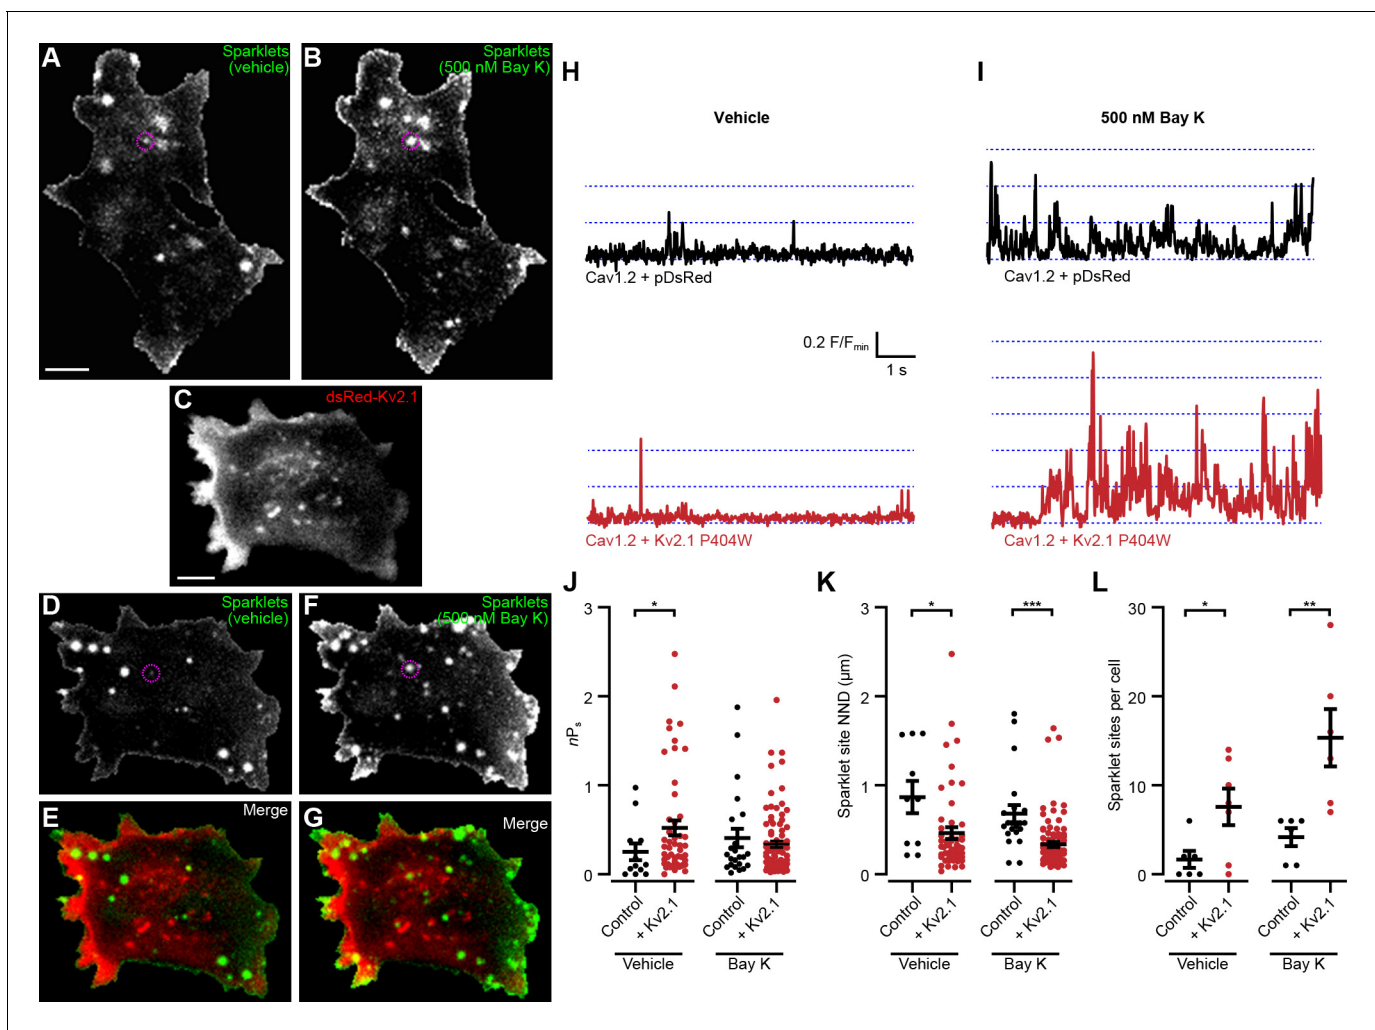 A
Sparklets
(vehicle)
B
Sparklets
(500 nM Bay K)
C
dsRed-Kv2.1
D
Sparklets
(vehicle)
F
Sparklets
(500 nM Bay K)
E
Merge
G
Merge
H
Vehicle
Cav1.2 + pDsRed
0.2 F/Fmin
1 s
Cav1.2 + Kv2.1 P404W
I
500 nM Bay K
Cav1.2 + pDsRed
Cav1.2 + Kv2.1 P404W
J
nPs
3
2
1
0
*
Control
+ Kv2.1
Control
+ Kv2.1
Vehicle
Bay K
K
Sparklet site NND (µm)
3
2
1
0
*
***
Control
+ Kv2.1
Control
+ Kv2.1
Vehicle
Bay K
L
Sparklet sites per cell
30
20
10
0
*
**
Control
+ Kv2.1
Control
+ Kv2.1
Vehicle
Bay K